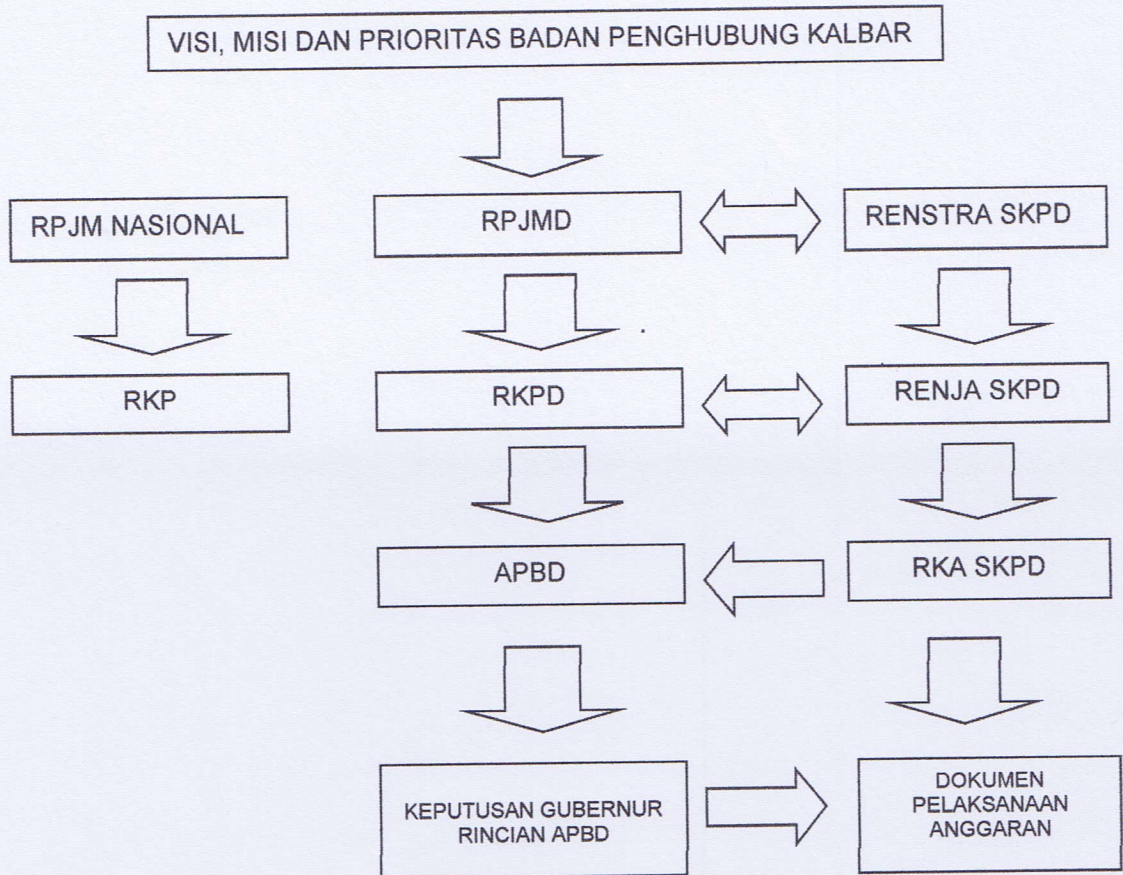 VISI, MISI DAN PRIORITAS BADAN PENGHUBUNG KALBAR
RPJM NASIONAL
RPJMD
RENSTRA SKPD
RKP
RKPD
RENJA SKPD
APBD
RKA SKPD
KEPUTUSAN GUBERNUR
RINCIAN APBD
DOKUMEN
PELAKSANAAN
ANGGARAN